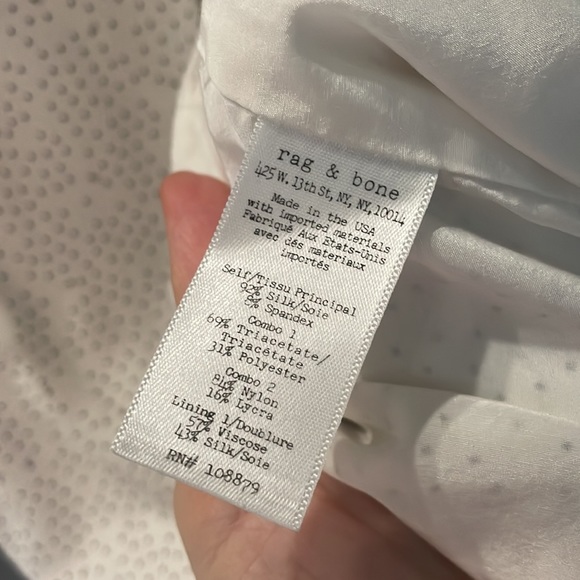 rag & bone
425 W. 13th St, NY, NY, 10014
Made in the USA
with imported materials
Fabriqué Aux États-Unis
avec dés materiaux
importés
Self/Tissu Principal
92% Silk/Soie
8% Spandex
Combo 1
69% Triacetate/
Triacétate
31% Polyester
Combo 2
84% Nylon
16% Lycra
Lining 1/Doublure
57% Viscose
43% Silk/Soie
RN# 108879